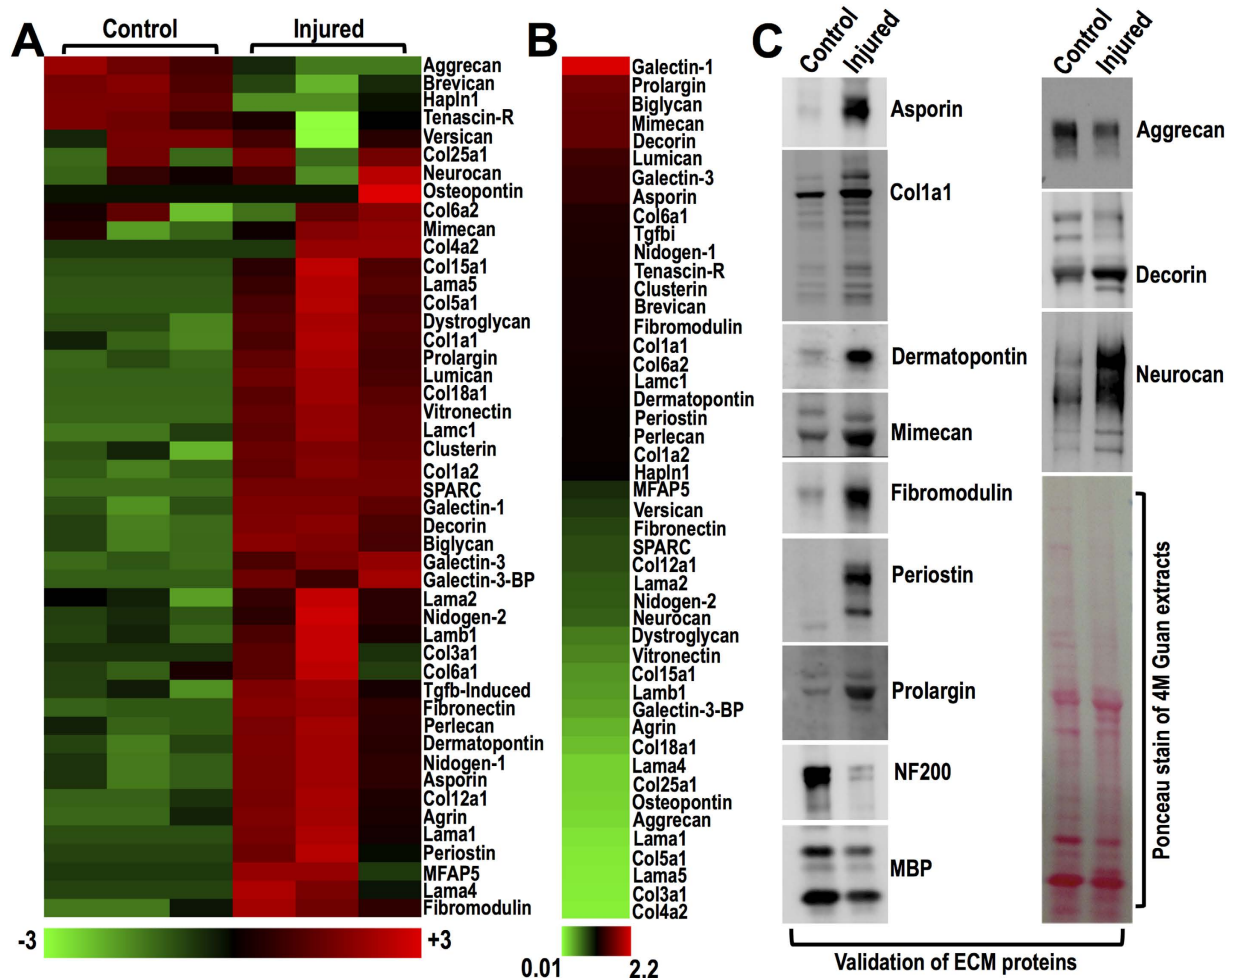 A
Control
Injured
Aggrecan
Brevican
Hapln1
Tenascin-R
Versican
Col25a1
Neurocan
Osteopontin
Col6a2
Mimecan
Col4a2
Col15a1
Lama5
Col5a1
Dystroglycan
Col1a1
Prolargin
Lumican
Col18a1
Vitronectin
Lamc1
Clusterin
Col1a2
SPARC
Galectin-1
Decorin
Biglycan
Galectin-3
Galectin-3-BP
Lama2
Nidogen-2
Lamb1
Col3a1
Col6a1
Tgfb-Induced
Fibronectin
Perlecan
Dermatopontin
Nidogen-1
Asporin
Col12a1
Agrin
Lama1
Periostin
MFAP5
Lama4
Fibromodulin
-3
+3
B
Galectin-1
Prolargin
Biglycan
Mimecan
Decorin
Lumican
Galectin-3
Asporin
Col6a1
Tgfbi
Nidogen-1
Tenascin-R
Clusterin
Brevican
Fibromodulin
Col1a1
Col6a2
Lamc1
Dermatopontin
Periostin
Perlecan
Col1a2
Hapln1
MFAP5
Versican
Fibronectin
SPARC
Col12a1
Lama2
Nidogen-2
Neurocan
Dystroglycan
Vitronectin
Col15a1
Lamb1
Galectin-3-BP
Agrin
Col18a1
Lama4
Col25a1
Osteopontin
Aggrecan
Lama1
Col5a1
Lama5
Col3a1
Col4a2
0.01
2.2
C
Control
Injured
Asporin
Col1a1
Dermatopontin
Mimecan
Fibromodulin
Periostin
Prolargin
NF200
MBP
Control
Injured
Aggrecan
Decorin
Neurocan
Ponceau stain of 4M Guan extracts
Validation of ECM proteins